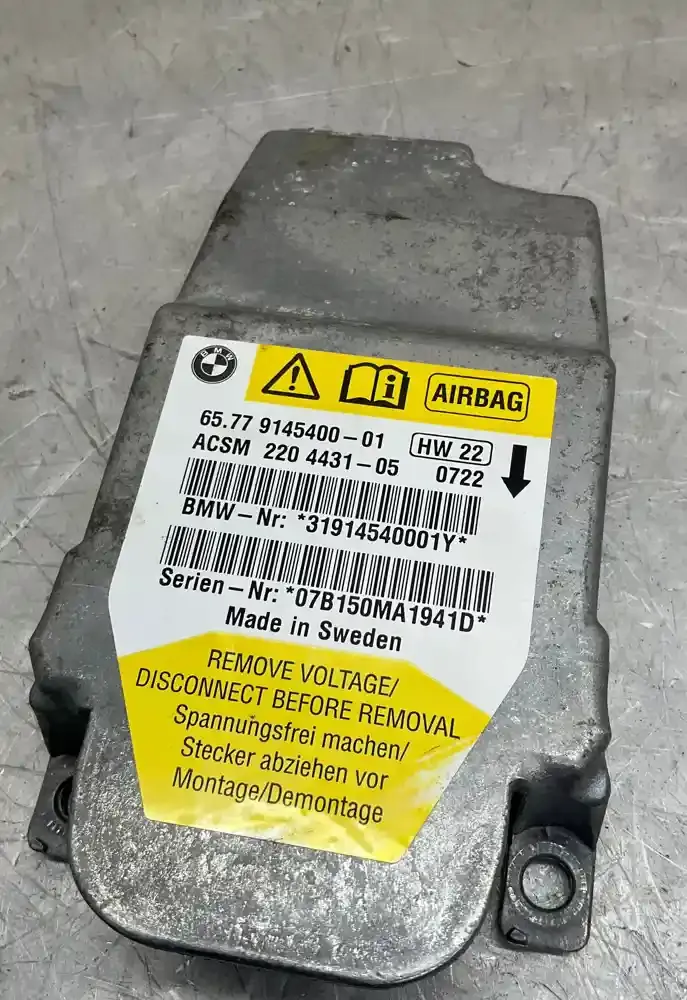 BMW
AIRBAG
65.77 9145400-01 HW 22
ACSM 220 4431-05 0722
BMW-Nr: *31914540001Y*
Serien-Nr: *07B150MA1941D*
Made in Sweden
REMOVE VOLTAGE/
DISCONNECT BEFORE REMOVAL
Spannungsfrei machen/
Stecker abziehen vor
Montage/Demontage